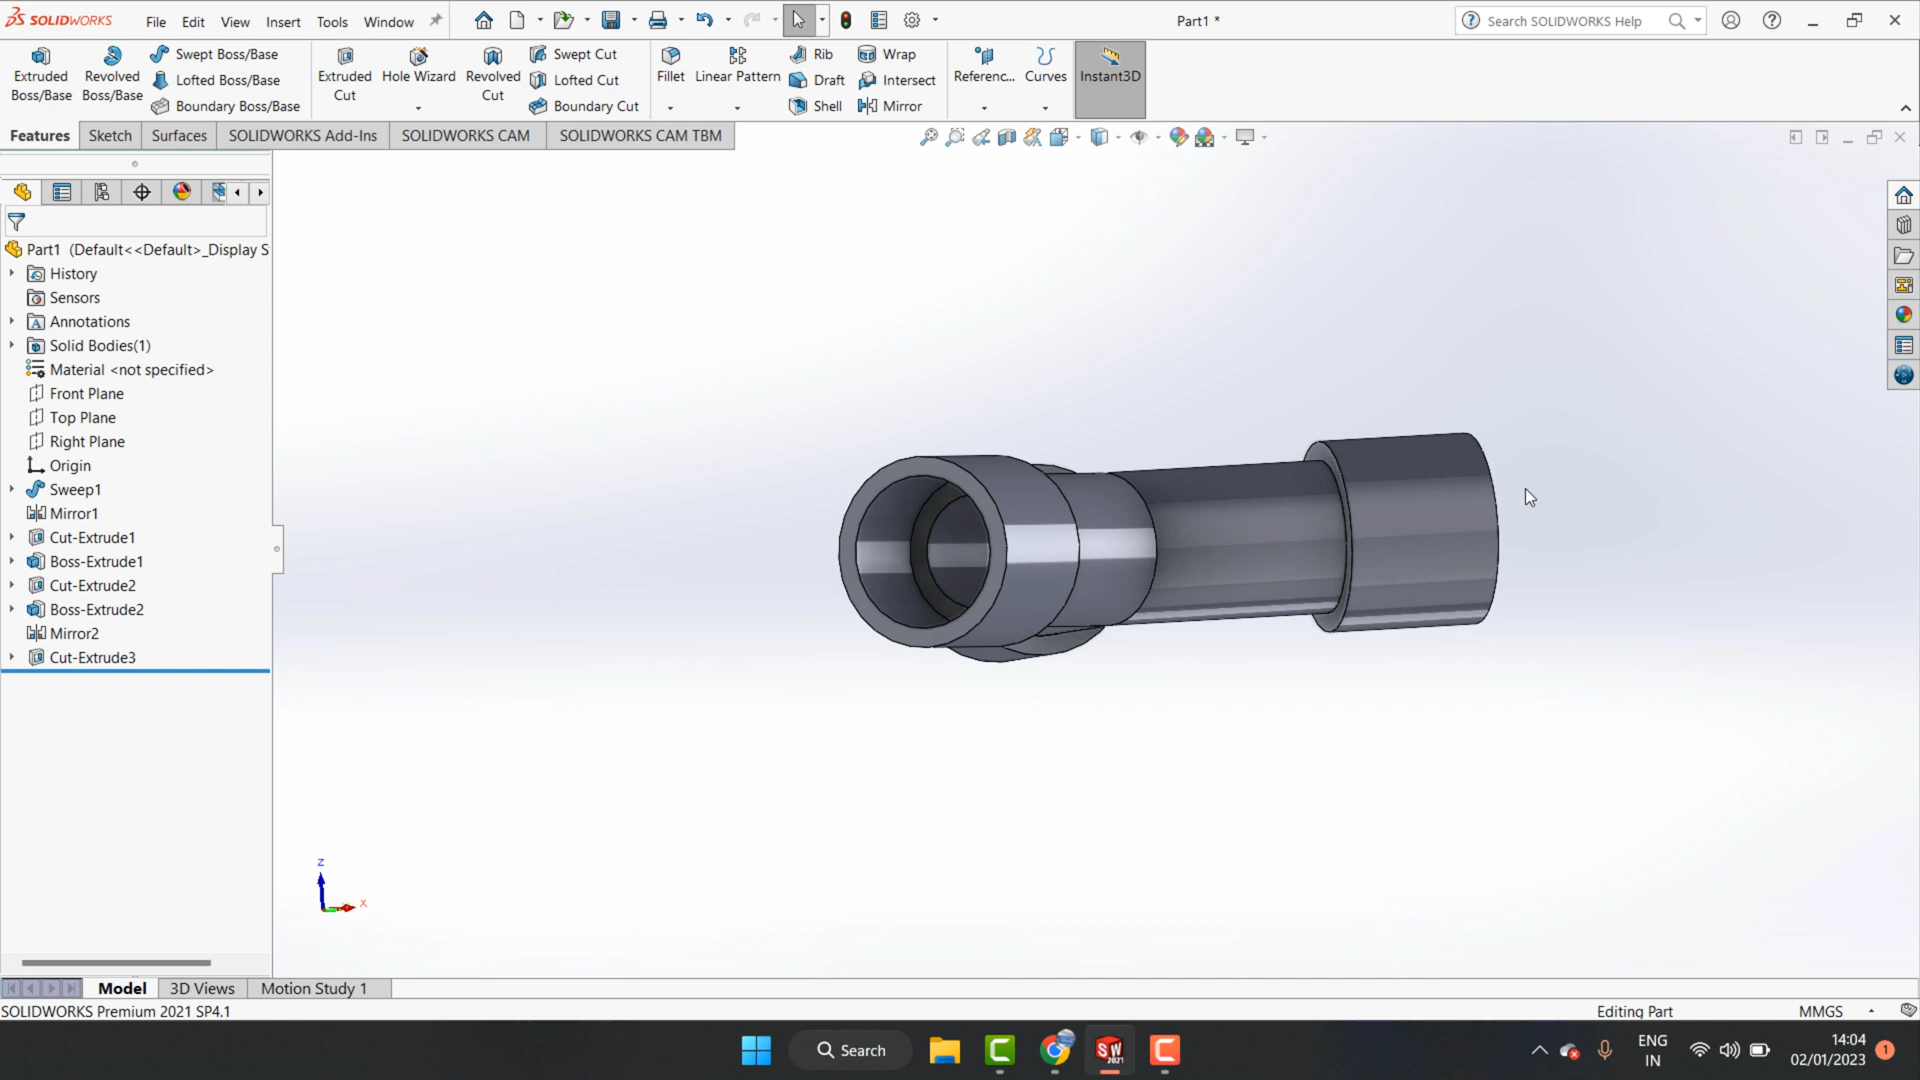 SOLIDWORKS File Edit View Insert Tools Window Part1 * Search SOLIDWORKS Help
Extruded Boss/Base
Revolved Boss/Base
Swept Boss/Base
Lofted Boss/Base
Boundary Boss/Base
Extruded Cut
Hole Wizard
Revolved Cut
Swept Cut
Lofted Cut
Boundary Cut
Fillet
Linear Pattern
Rib
Draft
Shell
Wrap
Intersect
Mirror
Referenc...
Curves
Instant3D
Features Sketch Surfaces SOLIDWORKS Add-Ins SOLIDWORKS CAM SOLIDWORKS CAM TBM
Part1 (Default<<Default>_Display S
History
Sensors
Annotations
Solid Bodies(1)
Material <not specified>
Front Plane
Top Plane
Right Plane
Origin
Sweep1
Mirror1
Cut-Extrude1
Boss-Extrude1
Cut-Extrude2
Boss-Extrude2
Mirror2
Cut-Extrude3
z
x
Model 3D Views Motion Study 1
SOLIDWORKS Premium 2021 SP4.1 Editing Part MMGS
Search
SW
2021
ENG
IN
14:04
02/01/2023
1